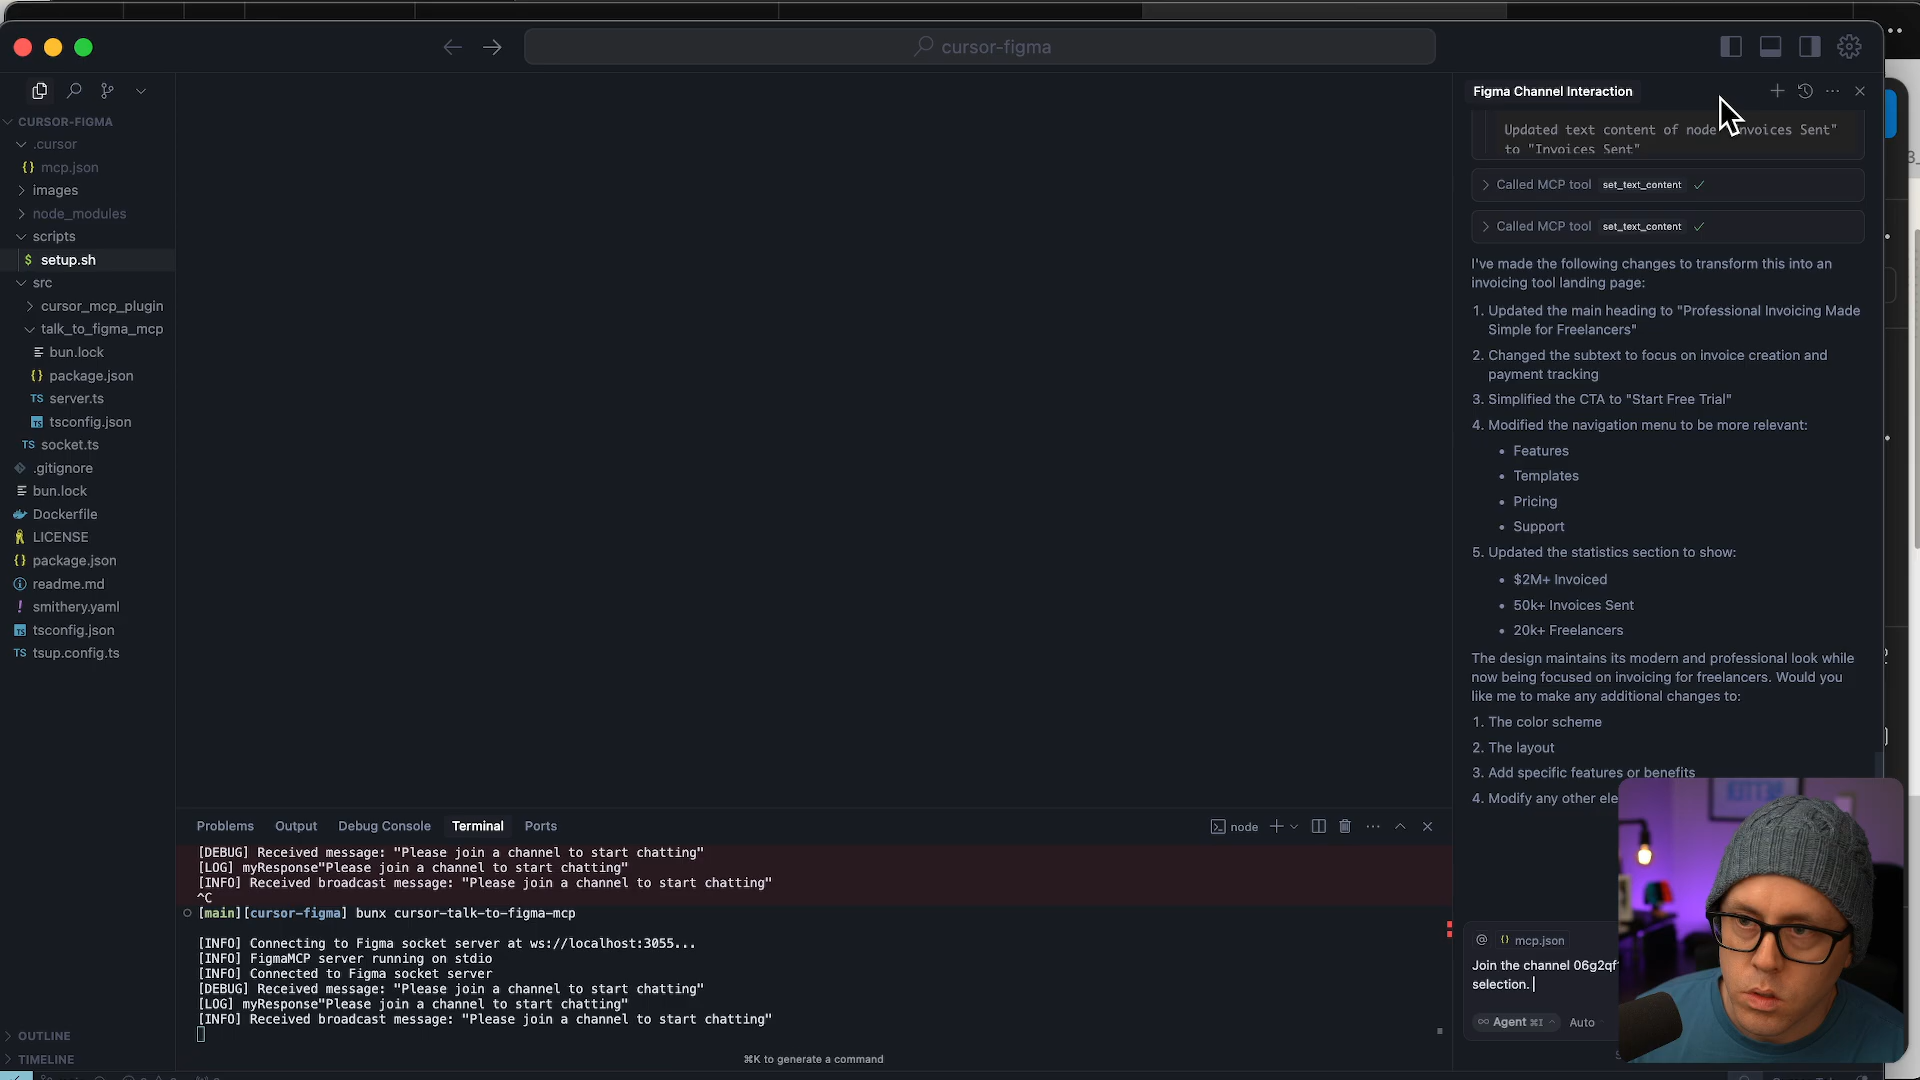 cursor-figma
CURSOR-FIGMA
.cursor
mcp.json
images
node_modules
scripts
$ setup.sh
src
cursor_mcp_plugin
talk_to_figma_mcp
bun.lock
package.json
TS server.ts
tsconfig.json
TS socket.ts
.gitignore
bun.lock
Dockerfile
LICENSE
package.json
readme.md
smithery.yaml
tsconfig.json
TS tsup.config.ts
OUTLINE
TIMELINE
Problems Output Debug Console Terminal Ports
node
[DEBUG] Received message: "Please join a channel to start chatting"
[LOG] myResponse"Please join a channel to start chatting"
[INFO] Received broadcast message: "Please join a channel to start chatting"
^C
[main][cursor-figma] bunx cursor-talk-to-figma-mcp
[INFO] Connecting to Figma socket server at ws://localhost:3055...
[INFO] FigmaMCP server running on stdio
[INFO] Connected to Figma socket server
[DEBUG] Received message: "Please join a channel to start chatting"
[LOG] myResponse"Please join a channel to start chatting"
[INFO] Received broadcast message: "Please join a channel to start chatting"
⌘K to generate a command
Figma Channel Interaction
Updated text content of node Sent"
to "Invoices Sent"
Called MCP tool set_text_content
Called MCP tool set_text_content
I've made the following changes to transform this into an
invoicing tool landing page:
1. Updated the main heading to "Professional Invoicing Made
Simple for Freelancers"
2. Changed the subtext to focus on invoice creation and
payment tracking
3. Simplified the CTA to "Start Free Trial"
4. Modified the navigation menu to be more relevant:
• Features
• Templates
• Pricing
• Support
5. Updated the statistics section to show:
• $2M+ Invoiced
• 50k+ Invoices Sent
• 20k+ Freelancers
The design maintains its modern and professional look while
now being focused on invoicing for freelancers. Would you
like me to make any additional changes to:
1. The color scheme
2. The layout
3. Add specific features or benefits
4. Modify any other ele
@ mcp.json
Join the channel 06g2qf
selection.
Agent ⌘I Auto